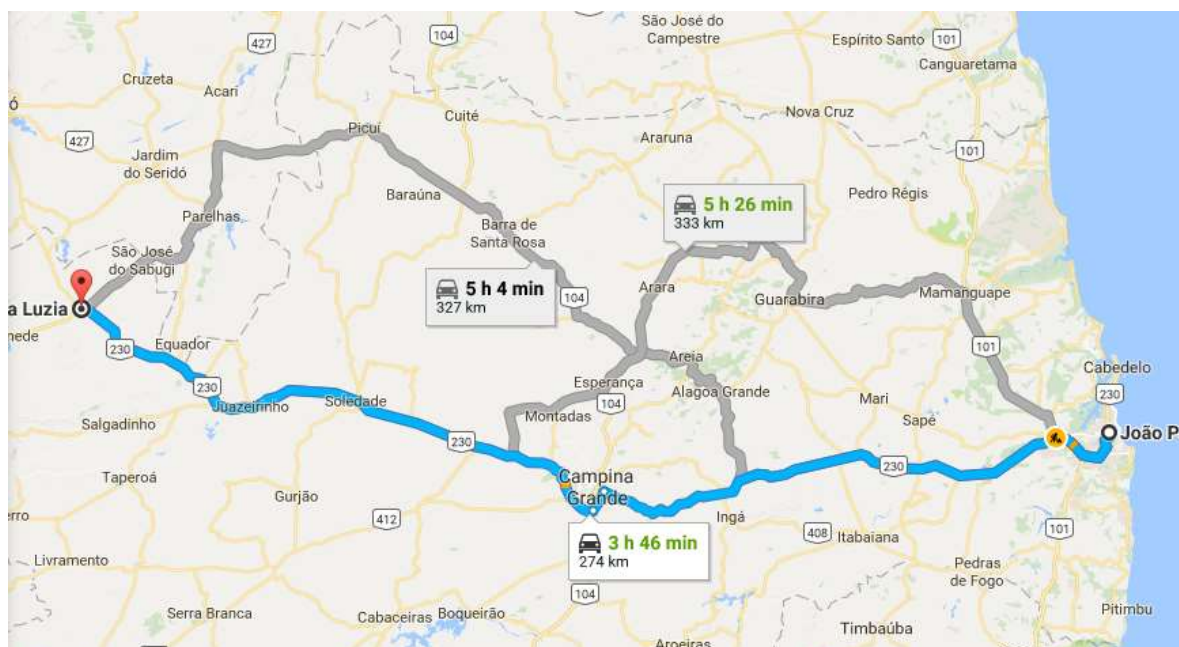 São José do
Campestre
Espírito Santo
101
Canguaretama
427
104
Cruzeta
Acari
Nova Cruz
Cuité
Picuí
Araruna
427
Jardim
do Seridó
101
Baraúna
Pedro Régis
Parelhas
5 h 26 min
333 km
Barra de
Santa Rosa
São José
do Sabugi
5 h 4 min
327 km
104
Arara
Guarabira
Mamanguape
a Luzia
nede
230
Equador
101
Areia
Cabedelo
230
Esperança
Alagoa Grande
230
Juazeirinho
Soledade
104
Montadas
Mari
Sapé
Salgadinho
230
João P
230
Taperoá
Campina
Grande
Gurjão
Ingá
412
3 h 46 min
274 km
408
Itabaiana
101
erro
Livramento
Pedras
de Fogo
104
Serra Branca
Cabaceiras
Boqueirão
Pitimbu
Timbaúba
Aroeiras